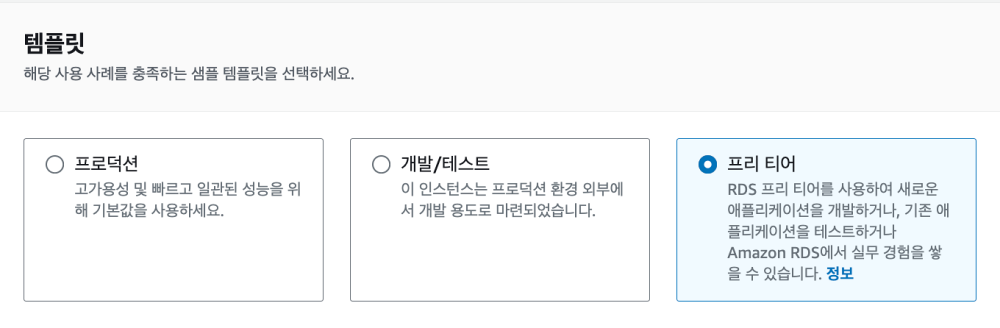 템플릿
해당 사용 사례를 충족하는 샘플 템플릿을 선택하세요.
프로덕션
고가용성 및 빠르고 일관된 성능을 위
해 기본값을 사용하세요.
개발/테스트
이 인스턴스는 프로덕션 환경 외부에
서 개발 용도로 마련되었습니다.
프리 티어
RDS 프리 티어를 사용하여 새로운
애플리케이션을 개발하거나, 기존 애
플리케이션을 테스트하거나
Amazon RDS에서 실무 경험을 쌓
을 수 있습니다. 정보